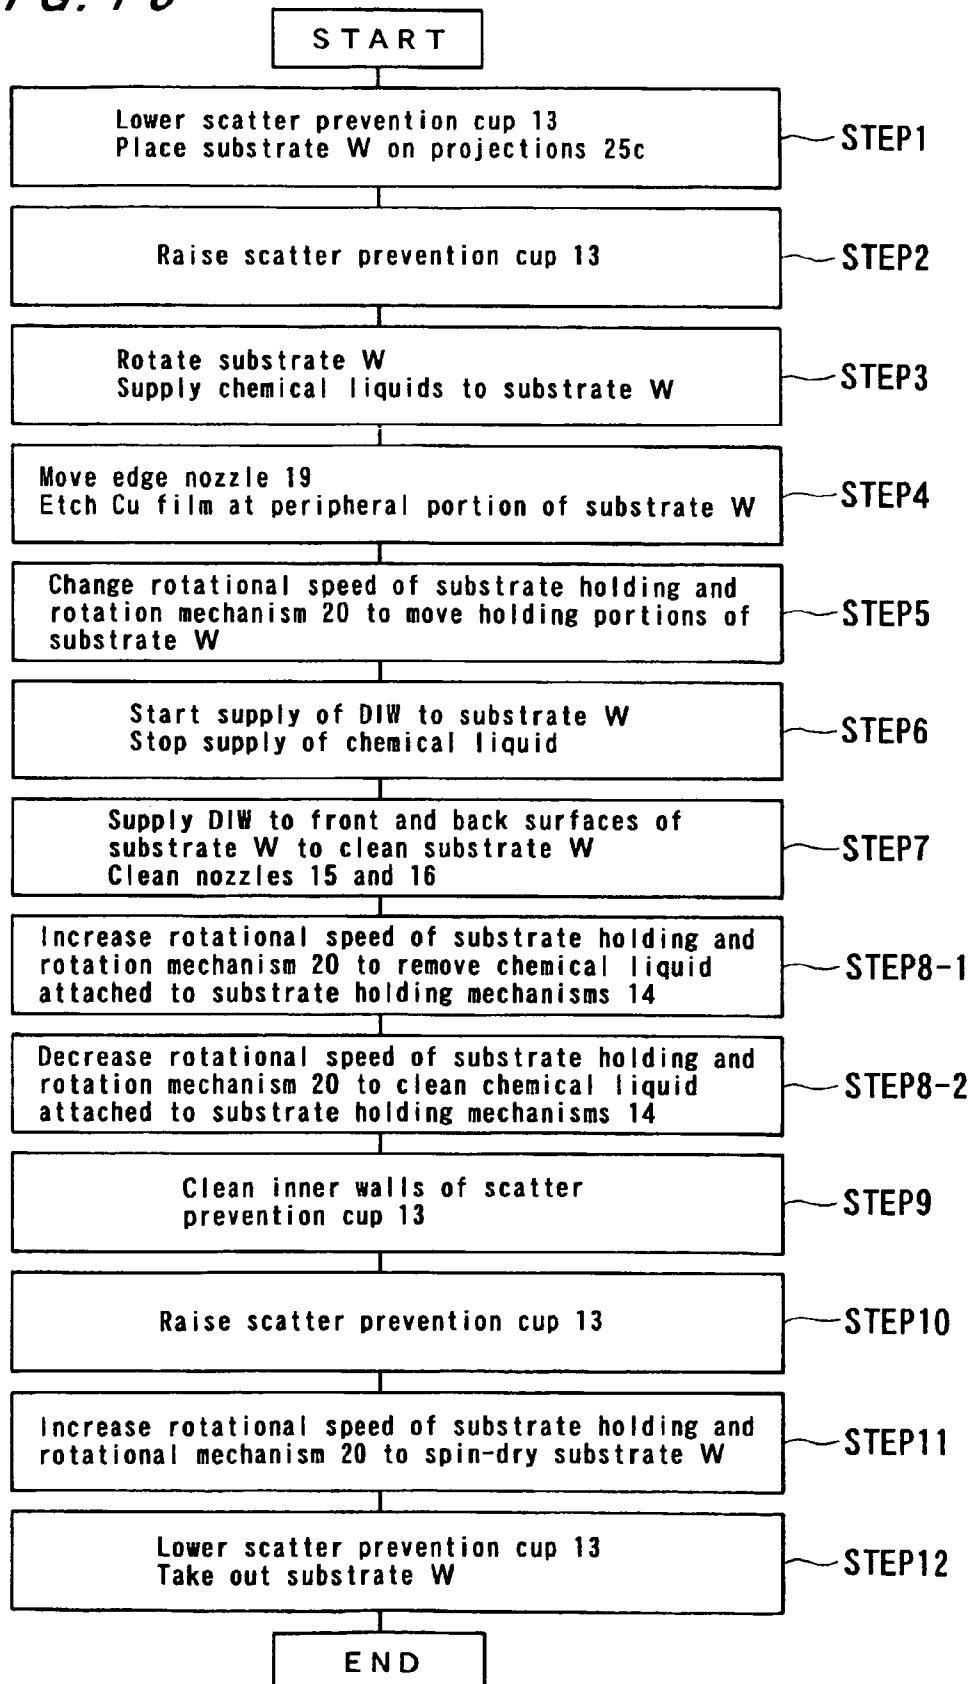 START
Lower scatter prevention cup 13
Place substrate W on projections 25c
STEP1
Raise scatter prevention cup 13
STEP2
Rotate substrate W
Supply chemical liquids to substrate W
STEP3
Move edge nozzle 19
Etch Cu film at peripheral portion of substrate W
STEP4
Change rotational speed of substrate holding and
rotation mechanism 20 to move holding portions of
substrate W
STEP5
Start supply of DIW to substrate W
Stop supply of chemical liquid
STEP6
Supply DIW to front and back surfaces of
substrate W to clean substrate W
Clean nozzles 15 and 16
STEP7
Increase rotational speed of substrate holding and
rotation mechanism 20 to remove chemical liquid
attached to substrate holding mechanisms 14
STEP8-1
Decrease rotational speed of substrate holding and
rotation mechanism 20 to clean chemical liquid
attached to substrate holding mechanisms 14
STEP8-2
Clean inner walls of scatter
prevention cup 13
STEP9
Raise scatter prevention cup 13
STEP10
Increase rotational speed of substrate holding and
rotational mechanism 20 to spin-dry substrate W
STEP11
Lower scatter prevention cup 13
Take out substrate W
STEP12
END